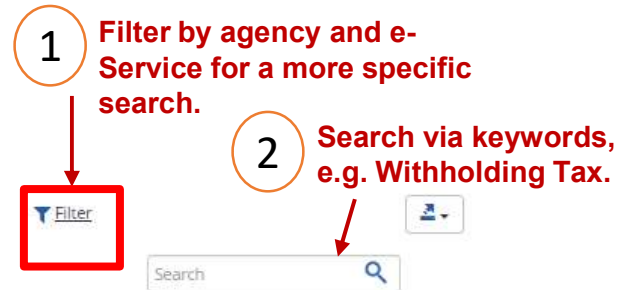 1
Filter by agency and e-
Service for a more specific
search.
2
Search via keywords,
e.g. Withholding Tax.
Filter
Search